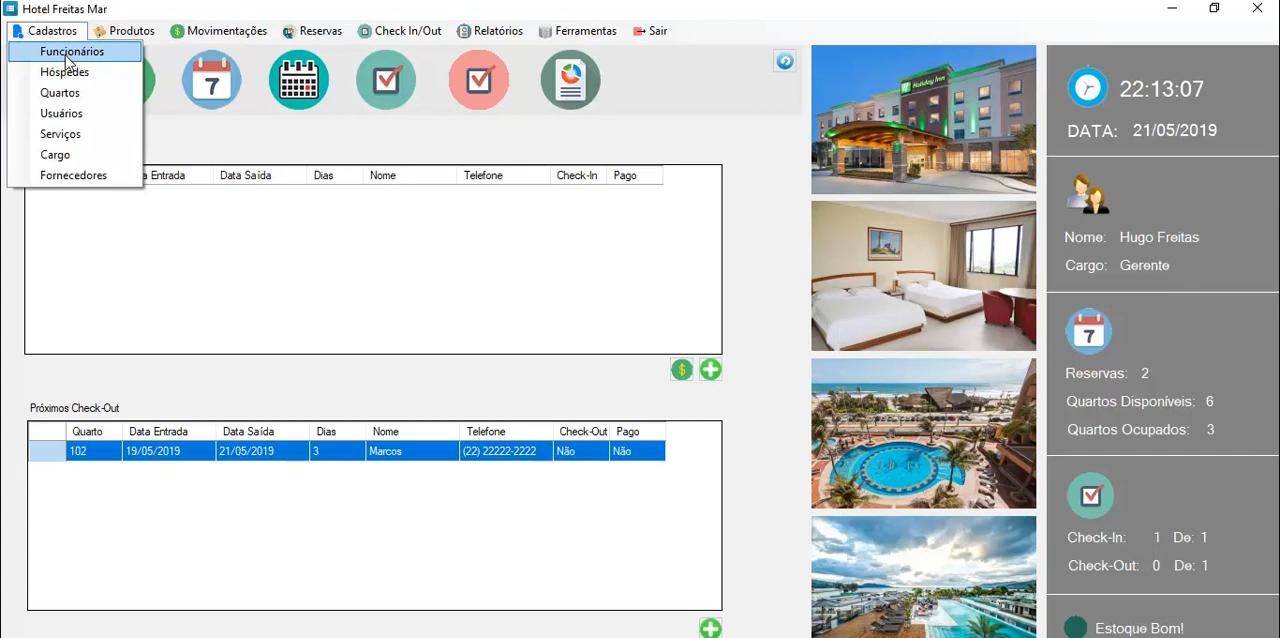 Hotel Freitas Mar
Cadastros Produtos Movimentações Reservas Check In/Out Relatórios Ferramentas Sair
Funcionários
Hóspedes
Quartos
Usuários
Serviços
Cargo
Fornecedores
7
Entrada Data Saída Dias Nome Telefone Check-In Pago
$
Próximos Check-Out
Quarto Data Entrada Data Saída Dias Nome Telefone Check-Out Pago
102 19/05/2019 21/05/2019 3 Marcos (22) 22222-2222 Não Não
Holiday Inn
22:13:07
DATA: 21/05/2019
Nome: Hugo Freitas
Cargo: Gerente
7
Reservas: 2
Quartos Disponíveis: 6
Quartos Ocupados: 3
Check-In: 1 De: 1
Check-Out: 0 De: 1
Estoque Bom!